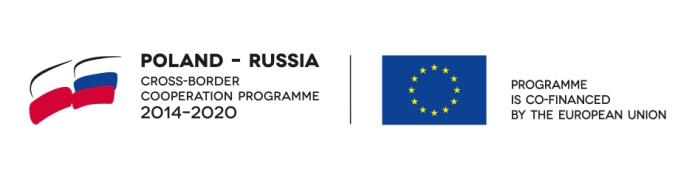 POLAND – RUSSIA
CROSS-BORDER
COOPERATION PROGRAMME
2014–2020
PROGRAMME
IS CO-FINANCED
BY THE EUROPEAN UNION